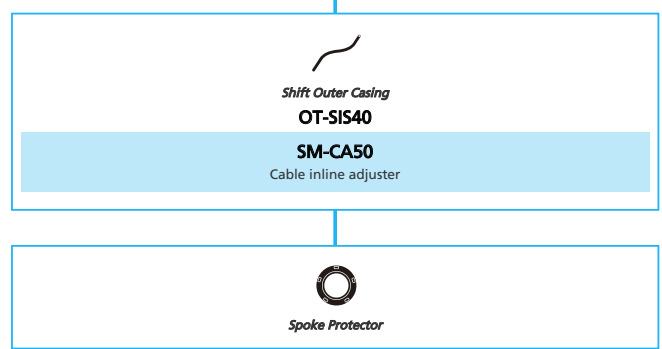 Shift Outer Casing
OT-SIS40
SM-CA50
Cable inline adjuster
Spoke Protector